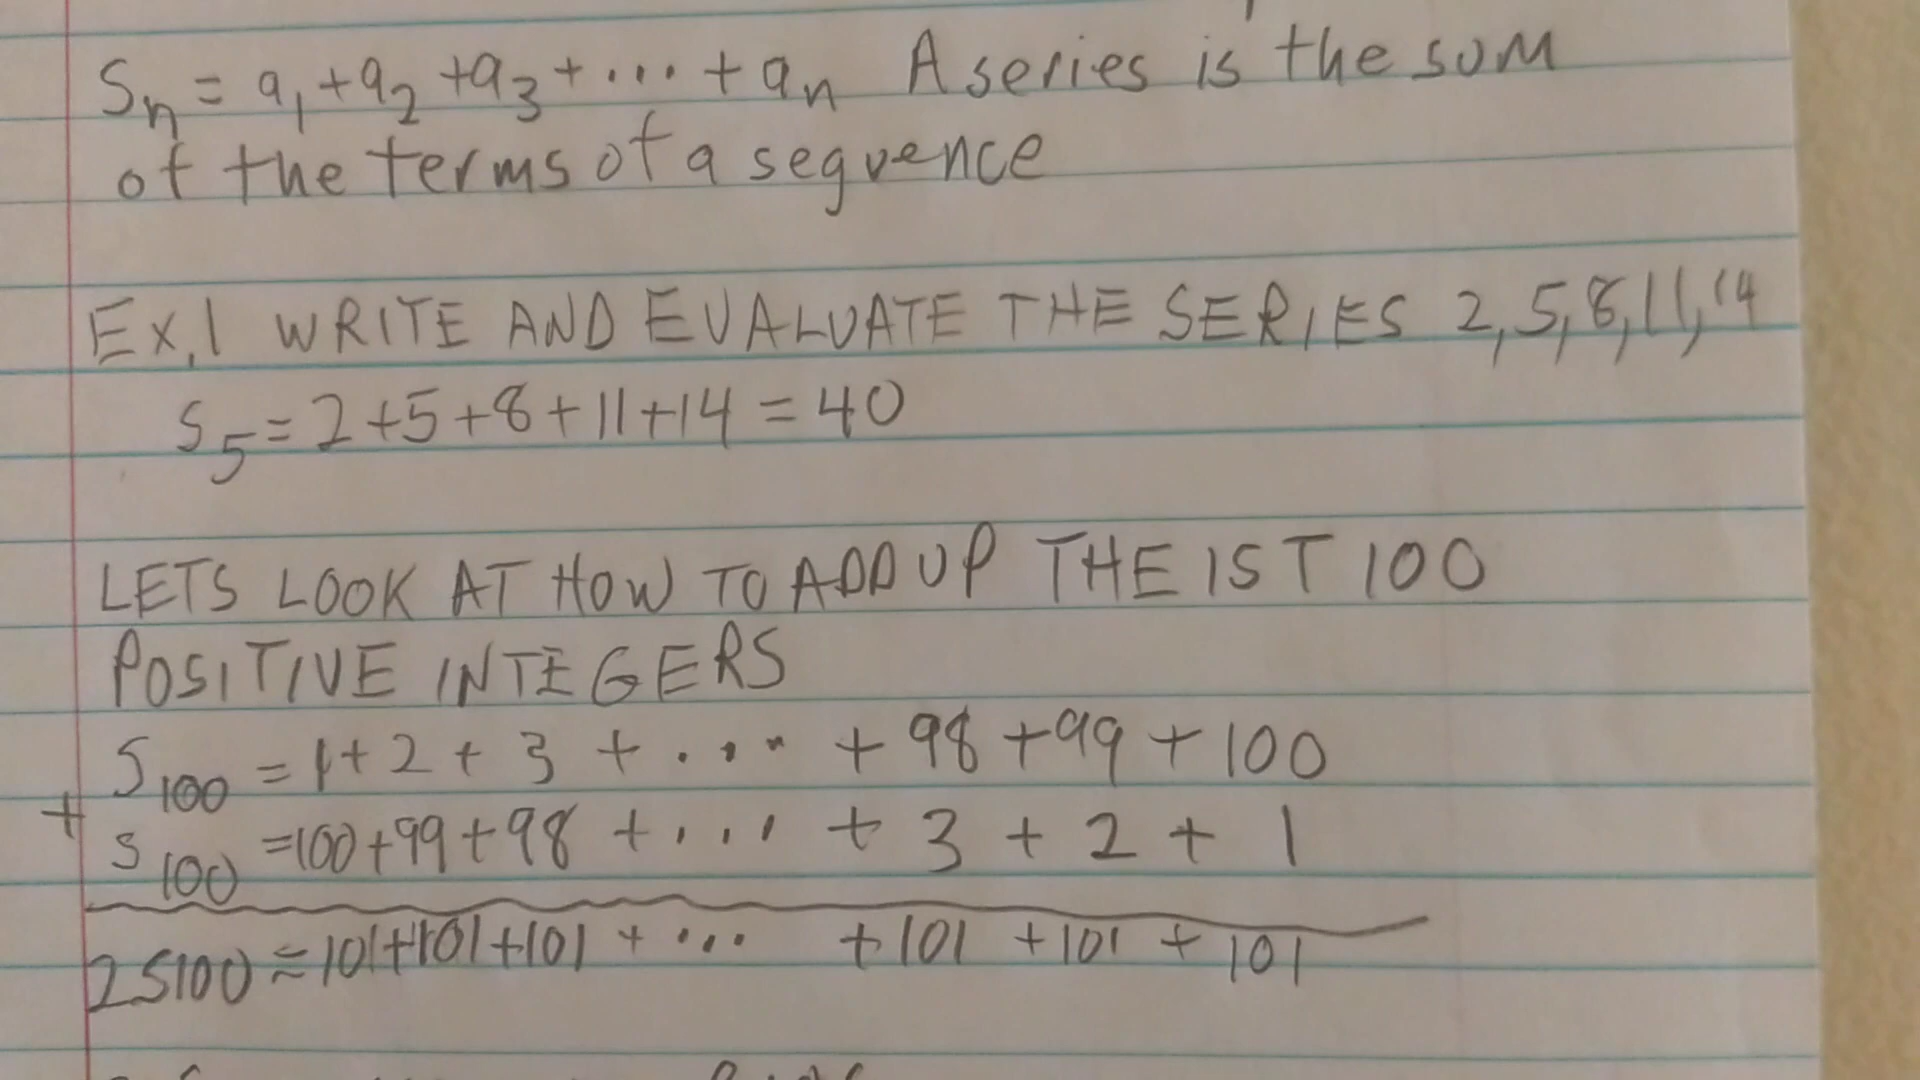 Sn = a1 + a2 + a3 + ... + an A series is the sum
of the terms of a sequence
EX.1 WRITE AND EVALUATE THE SERIES 2,5,8,11,14
S5 = 2+5+8+11+14 = 40
LETS LOOK AT HOW TO ADD UP THE 1ST 100
POSITIVE INTEGERS
S100 = 1+2+3+ ... +98+99+100
+ S100 =100+99+98+...+3+2+1
2S100 = 101+101+101+... +101+101+101